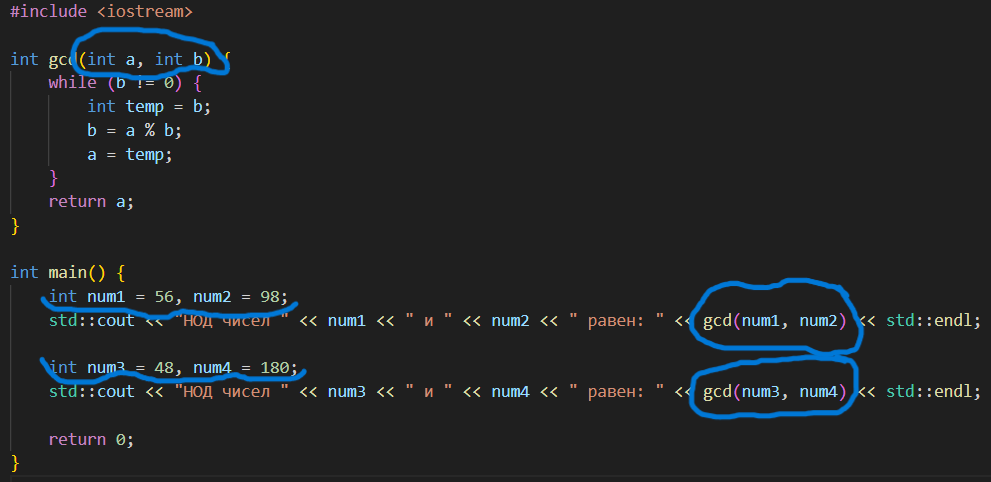 #include <iostream>
int gcd(int a, int b) {
while (b != 0) {
int temp = b;
b = a % b;
a = temp;
}
return a;
}
int main() {
int num1 = 56, num2 = 98;
std::cout << "НОД чисел " << num1 << " и " << num2 << " равен: " << gcd(num1, num2) << std::endl;
int num3 = 48, num4 = 180;
std::cout << "НОД чисел " << num3 << " и " << num4 << " равен: " << gcd(num3, num4) << std::endl;
return 0;
}